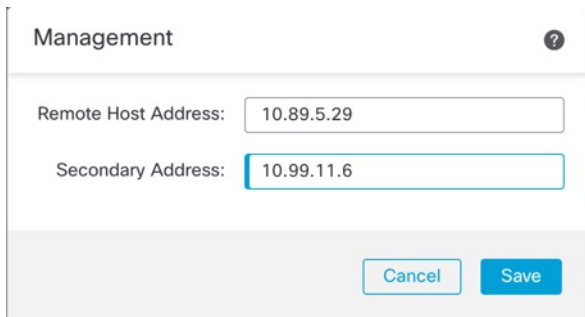 Management ?
Remote Host Address: 10.89.5.29
Secondary Address: 10.99.11.6
Cancel Save